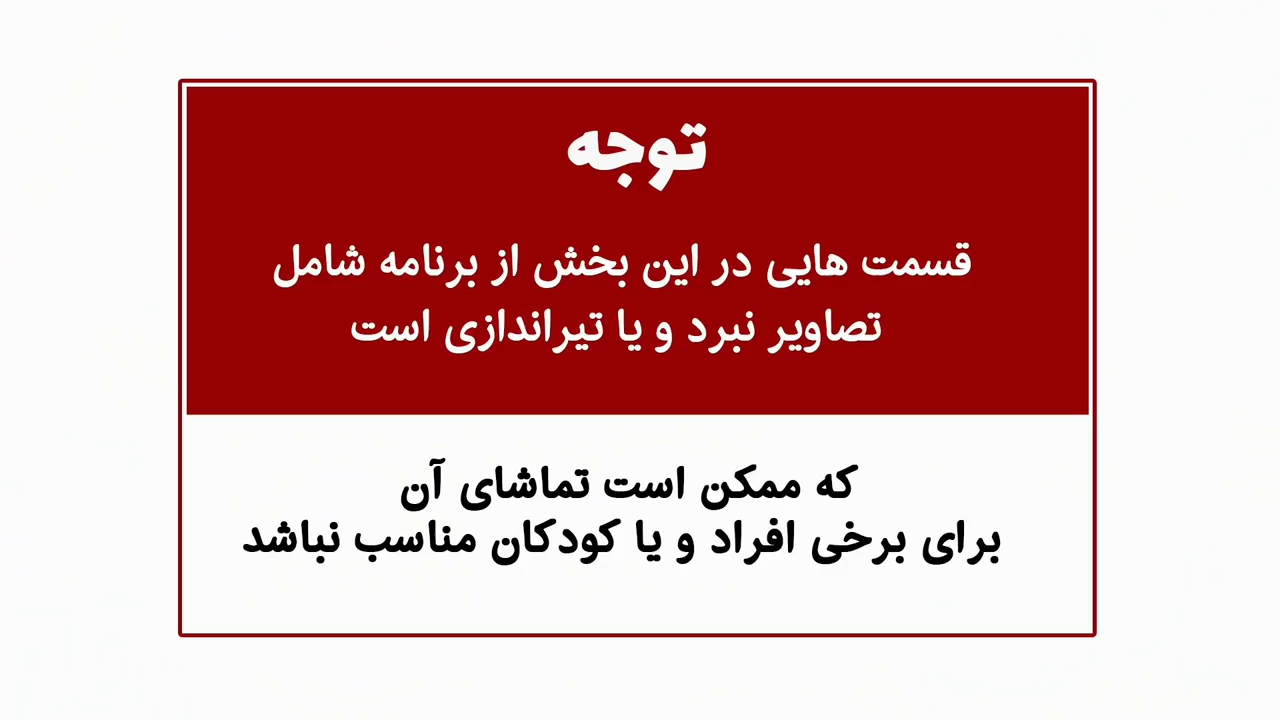 توجه
قسمت هایی در این بخش از برنامه شامل
تصاویر نبرد و یا تیراندازی است
که ممکن است تماشای آن
برای برخی افراد و یا کودکان مناسب نباشد